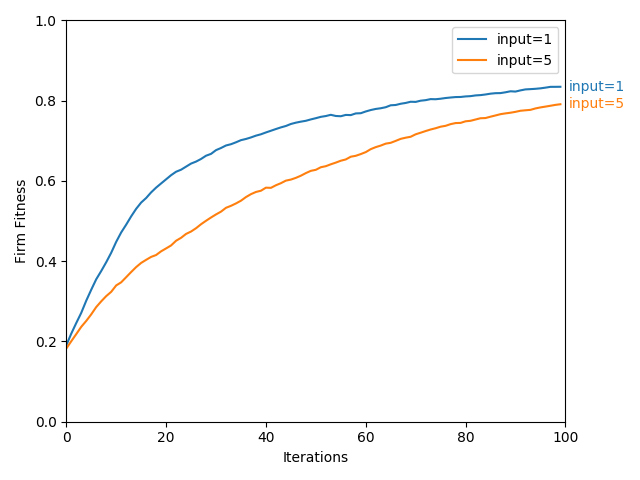 1.0
0.8
0.6
0.4
0.2
0.0
Firm Fitness
0 20 40 60 80 100
Iterations
input=1
input=5
input=1
input=5